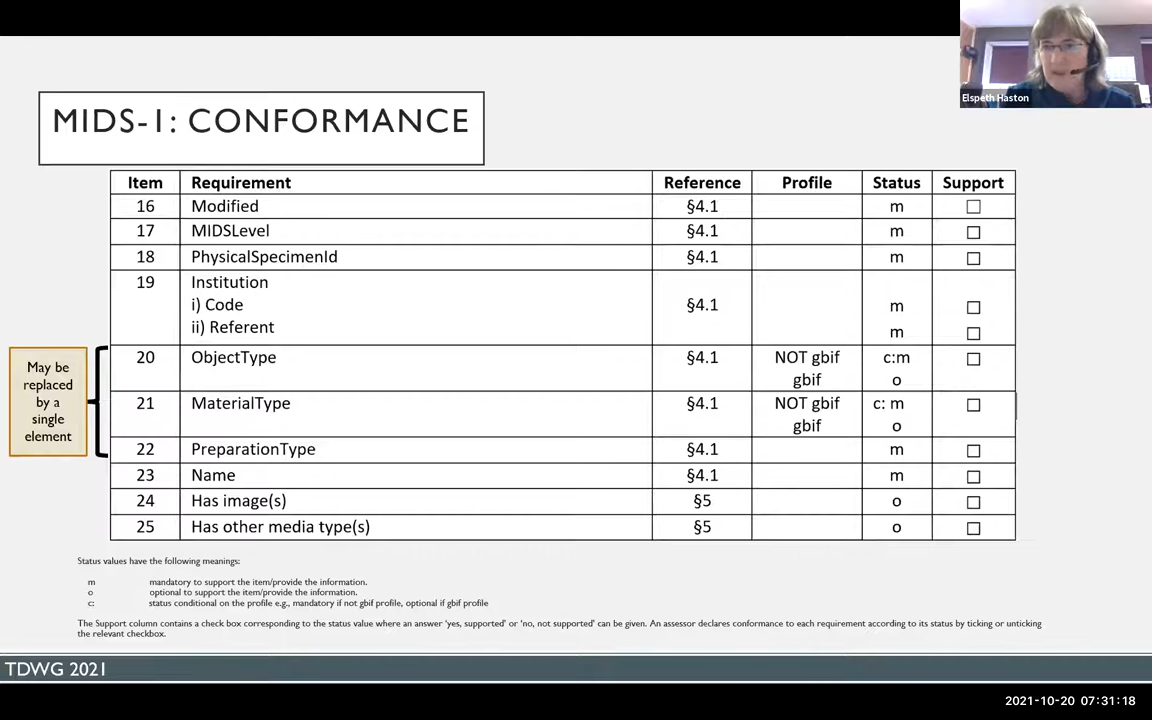 Elspeth Haston
MIDS-1: CONFORMANCE
Item Requirement Reference Profile Status Support
16 Modified §4.1 m ☐
17 MIDSLevel §4.1 m ☐
18 PhysicalSpecimenId §4.1 m ☐
19 Institution
i) Code §4.1 m ☐
ii) Referent m ☐
20 ObjectType §4.1 NOT gbif c:m ☐
gbif o
21 MaterialType §4.1 NOT gbif c: m ☐
gbif o
22 PreparationType §4.1 m ☐
23 Name §4.1 m ☐
24 Has image(s) §5 o ☐
25 Has other media type(s) §5 o ☐
May be
replaced
by a
single
element
Status values have the following meanings:
m mandatory to support the item/provide the information.
o optional to support the item/provide the information.
c: status conditional on the profile e.g., mandatory if not gbif profile, optional if gbif profile
The Support column contains a check box corresponding to the status value where an answer 'yes, supported' or 'no, not supported' can be given. An assessor declares conformance to each requirement according to its status by ticking or unticking
the relevant checkbox.
TDWG 2021
2021-10-20 07:31:18